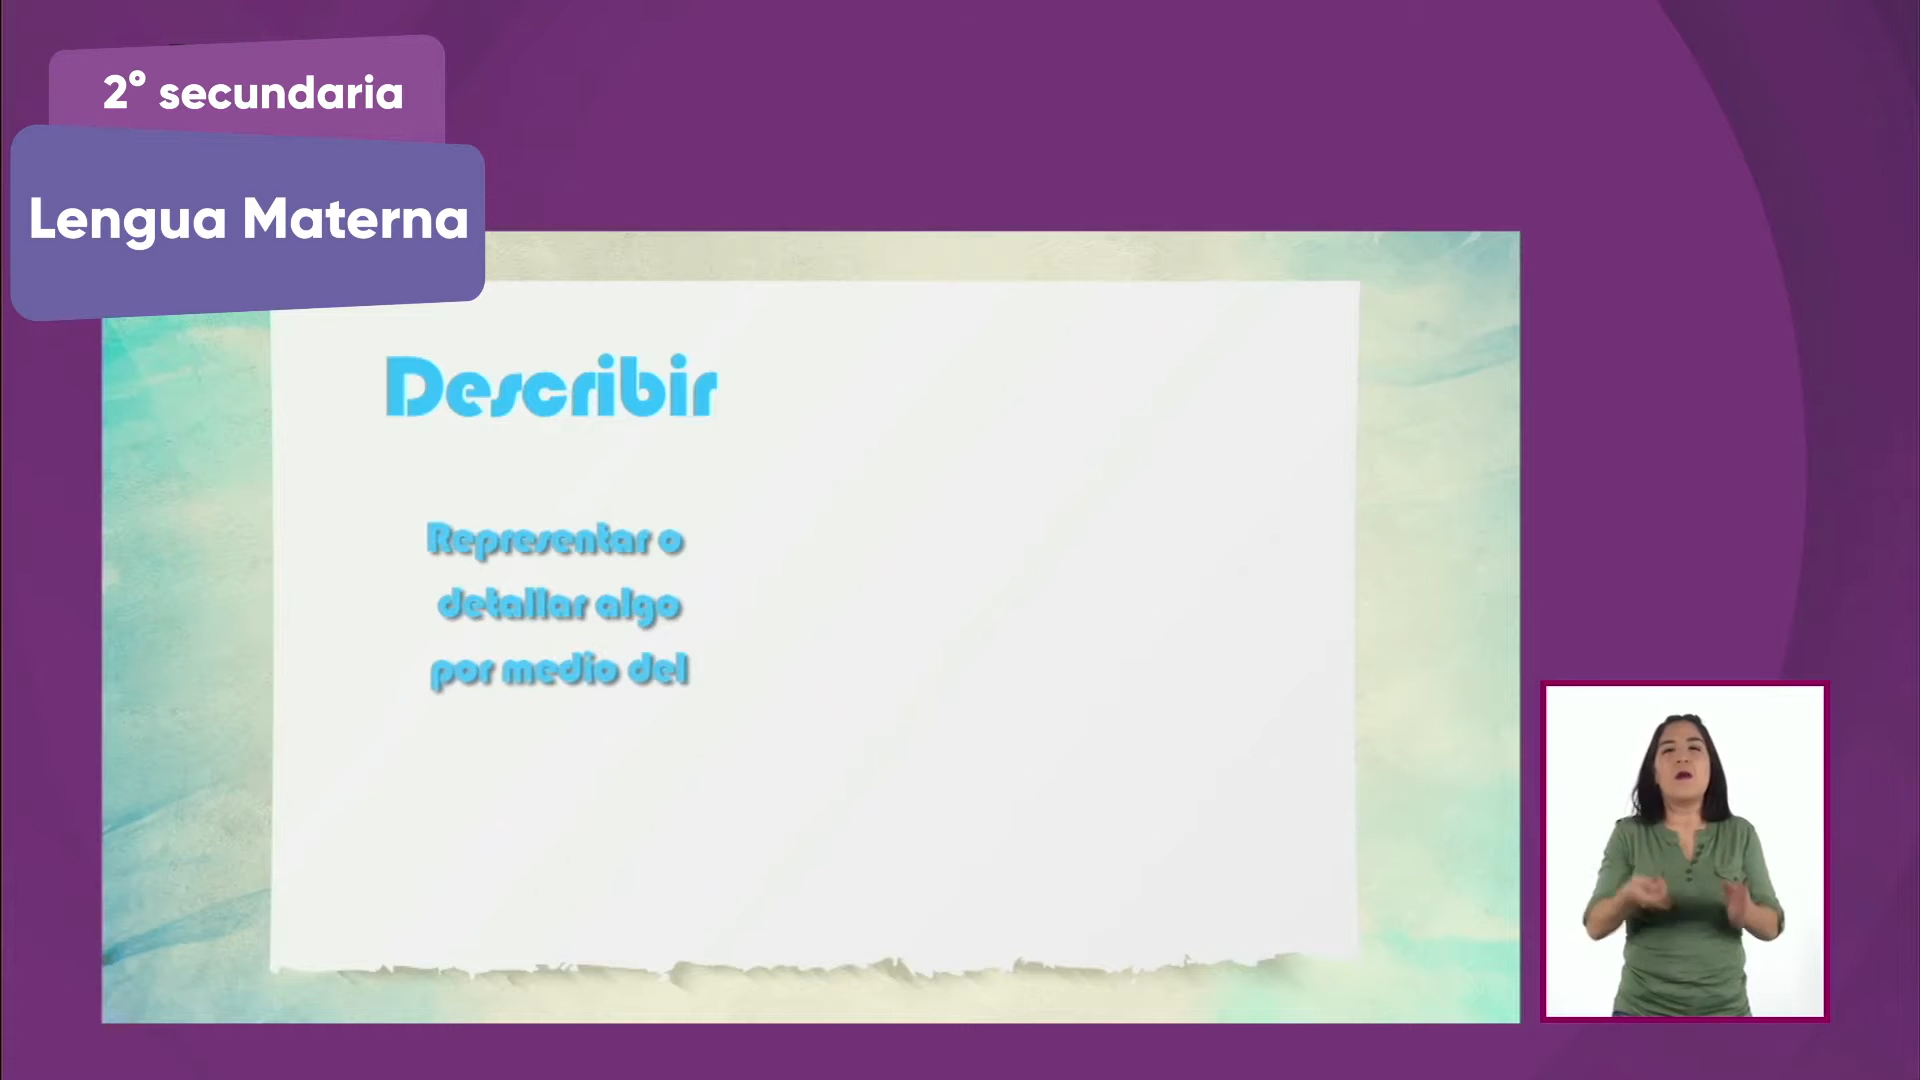 2° secundaria
Lengua Materna
Describir
Representar o
detallar algo
por medio del